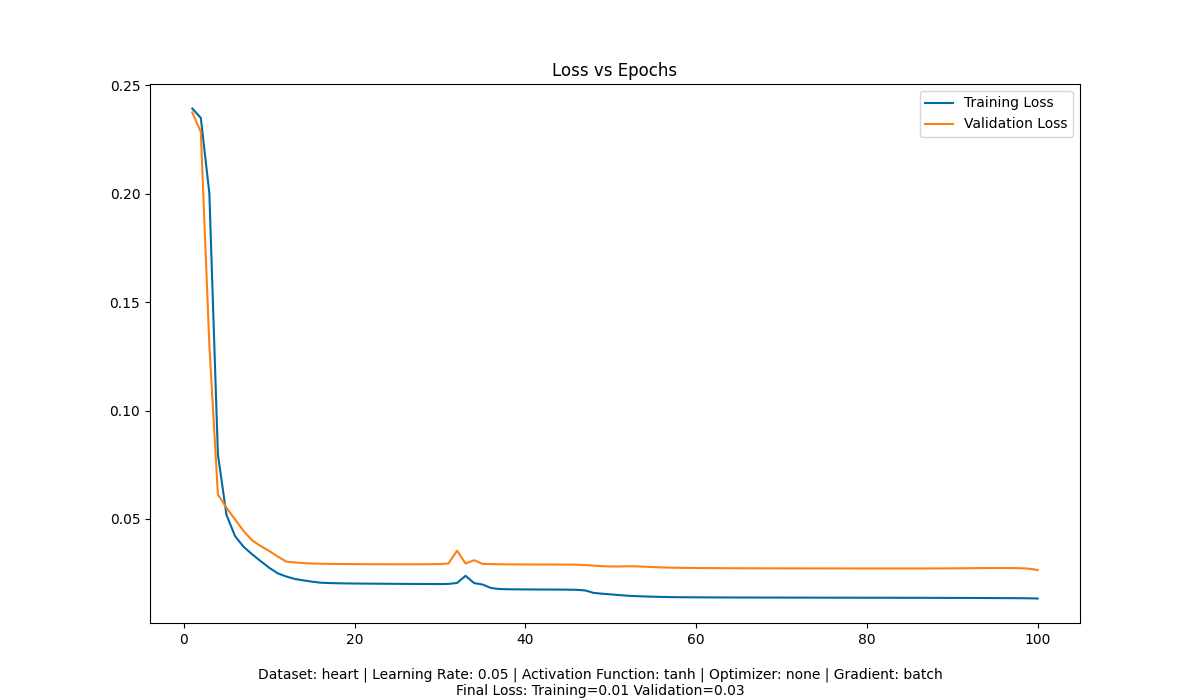 Loss vs Epochs
0.25
Training Loss
Validation Loss
0.20
0.15
0.10
0.05
0 20 40 60 80 100
Dataset: heart | Learning Rate: 0.05 | Activation Function: tanh | Optimizer: none | Gradient: batch
Final Loss: Training=0.01 Validation=0.03